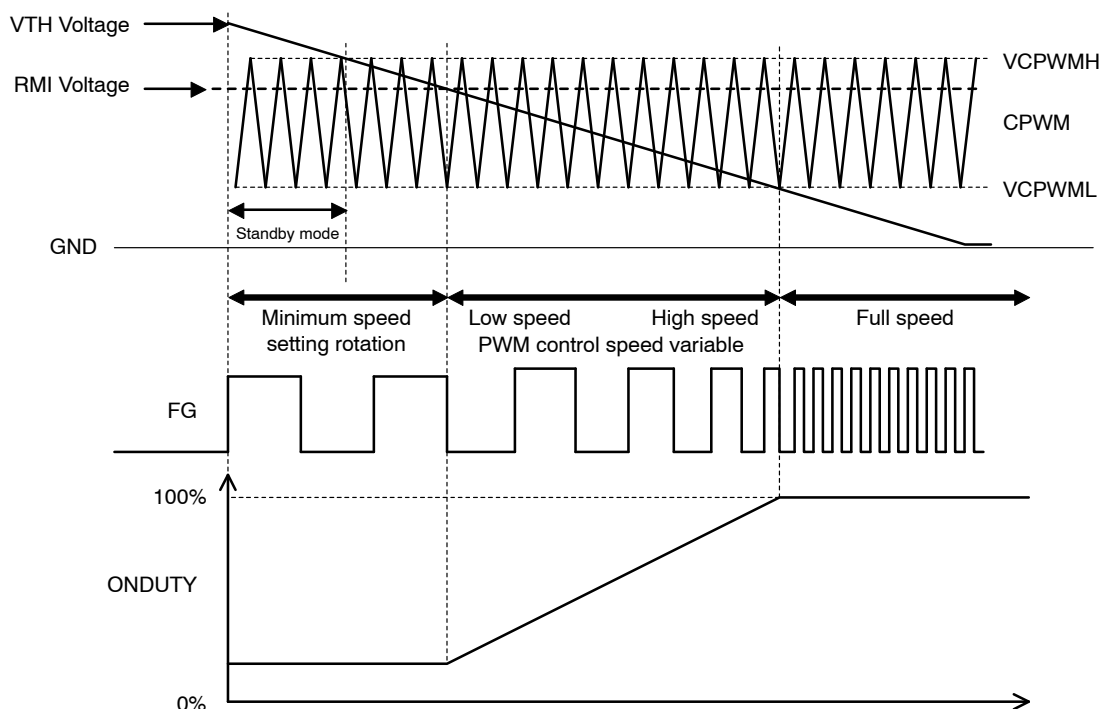 VTH Voltage
VCPWMH
RMI Voltage
CPWM
VCPWML
Standby mode
GND
Minimum speed
setting rotation
Low speed
High speed
PWM control speed variable
Full speed
FG
100%
ONDUTY
0%